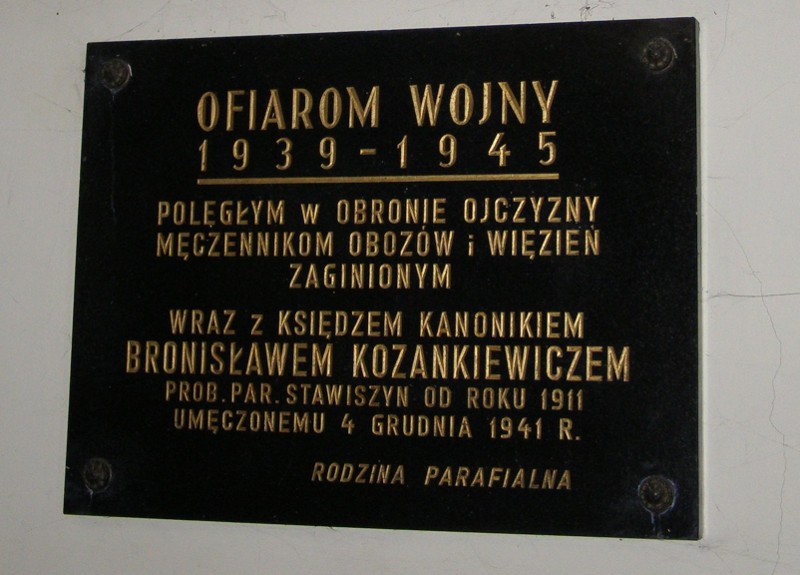 OFIAROM WOJNY
1939-1945
POLĘGŁYM w OBRONIE OJCZYZNY
MĘCZENNIKOM OBOZÓW i WIĘZIEŃ
ZAGINIONYM
WRAZ z KSIĘDZEM KANONIKIEM
BRONISŁAWEM KOZANKIEWICZEM
PROB. PAR. STAWISZYN OD ROKU 1911
UMĘCZONEMU 4 GRUDNIA 1941 R.
RODZINA PARAFIALNA